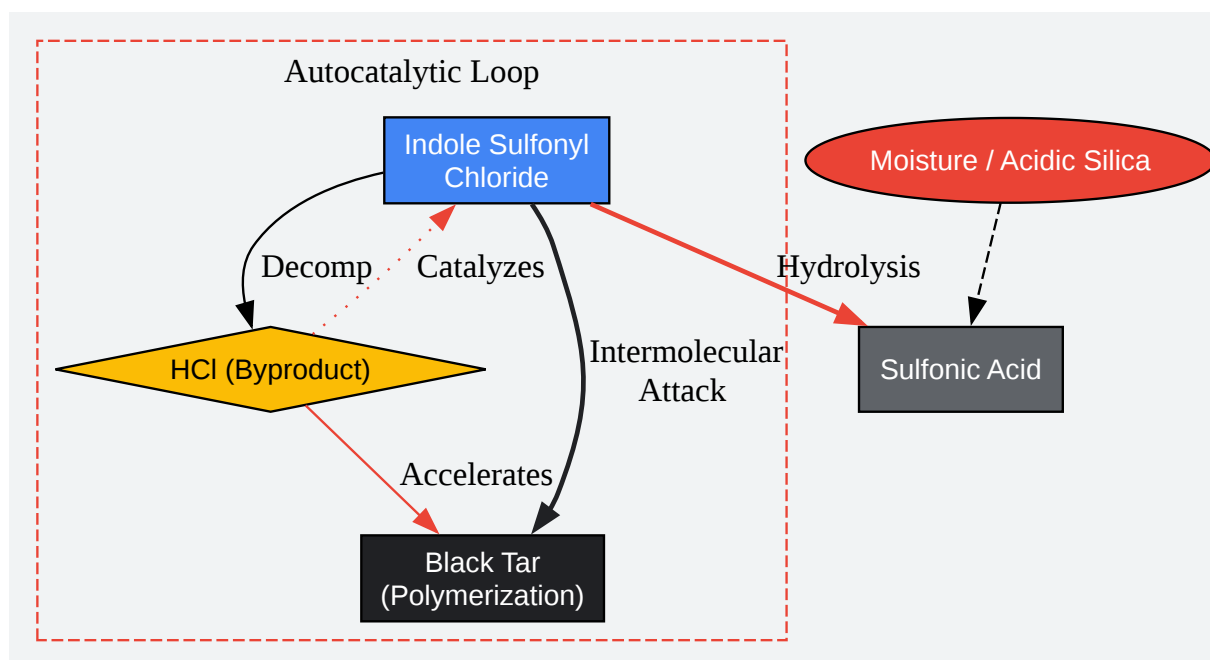 Autocatalytic Loop
Indole Sulfonyl
Chloride
Moisture / Acidic Silica
Decomp
Catalyzes
Hydrolysis
HCl (Byproduct)
Intermolecular
Attack
Sulfonic Acid
Accelerates
Black Tar
(Polymerization)